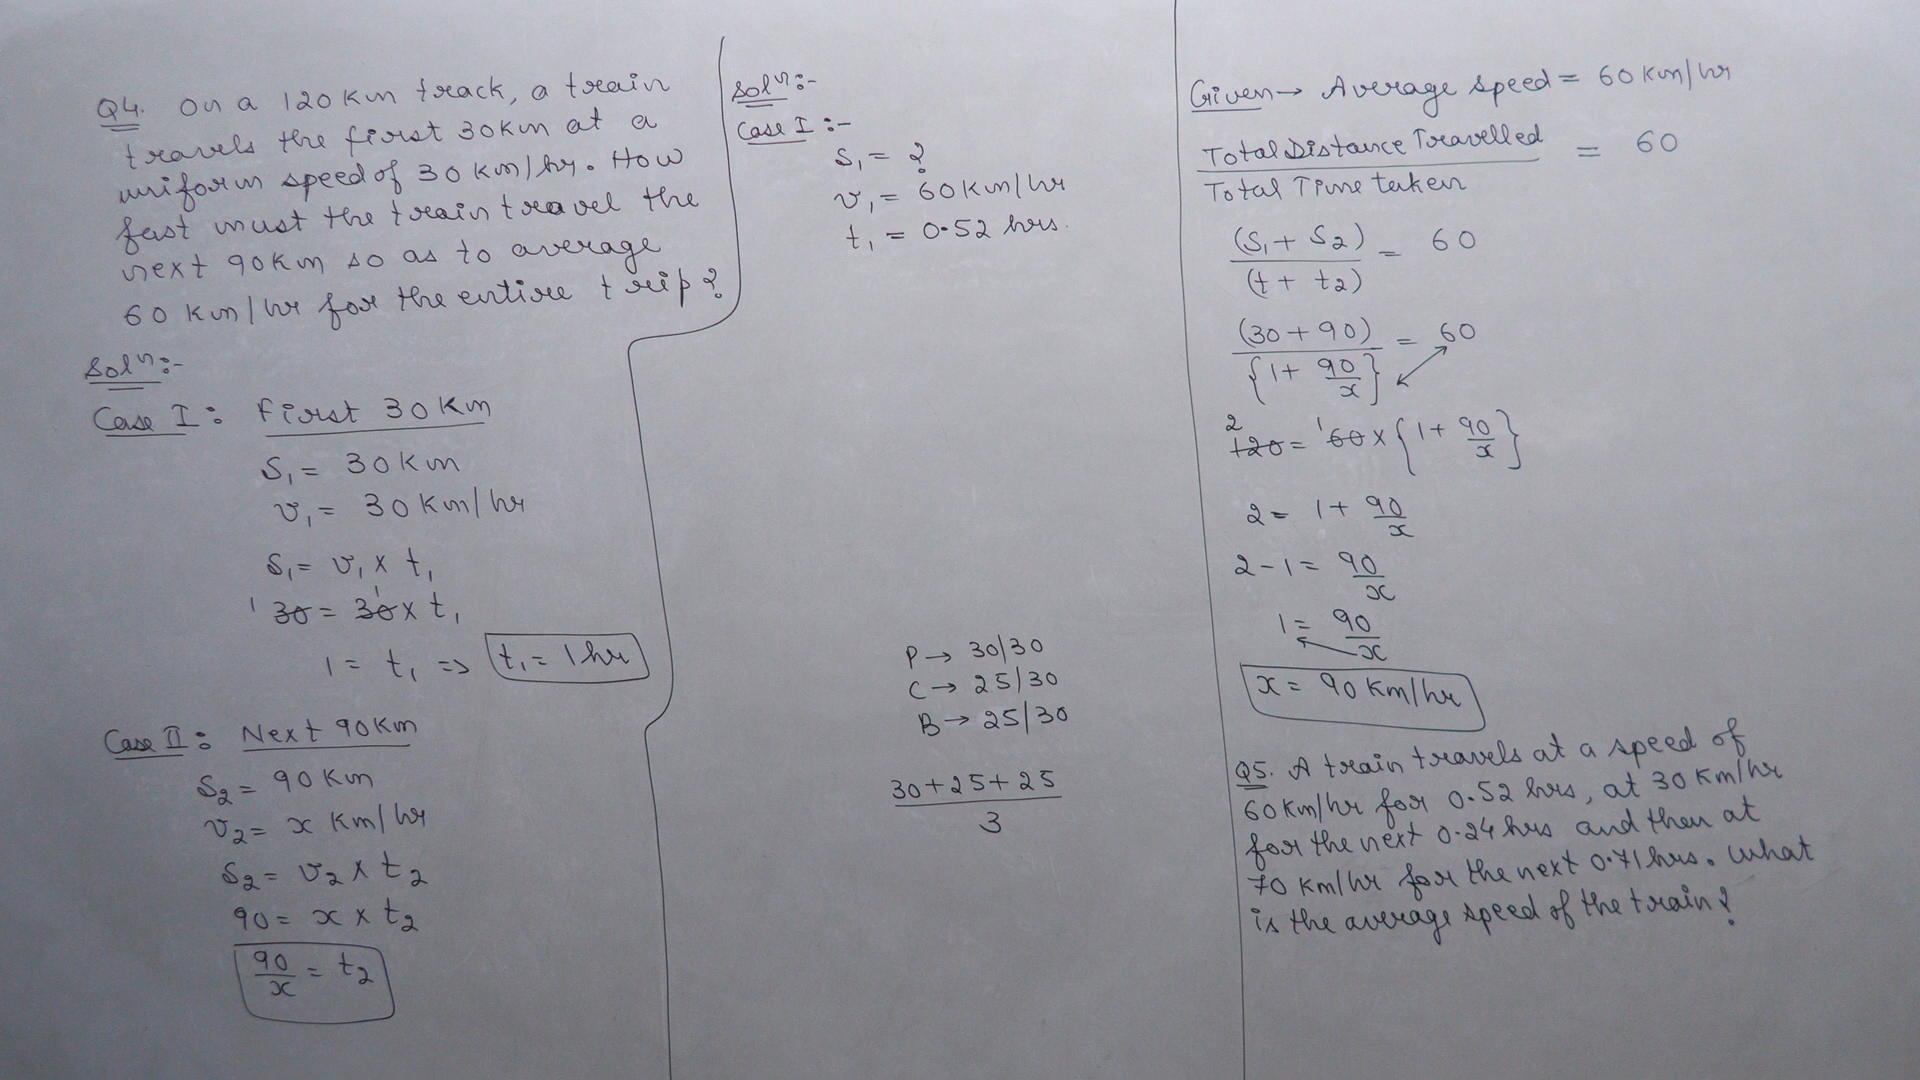 Q4. On a 120 Km track, a train
travels the first 30 Km at a
uniform speed of 30 Km/hr. How
fast must the train travel the
next 90 Km so as to average
60 Km/hr for the entire trip?
Solⁿ:-
Case I: First 30 Km
S₁ = 30 Km
v₁ = 30 Km/hr
S₁ = v₁ × t₁
1 30 = 30 1 × t₁
1 = t₁ => t₁ = 1 hr
Case II: Next 90 Km
S₂ = 90 Km
v₂ = x Km/hr
S₂ = v₂ × t₂
90 = x × t₂
90/x = t₂
Solⁿ:-
Case I:-
S₁ = ?
v₁ = 60 Km/hr
t₁ = 0.52 hrs.
P → 30/30
C → 25/30
B → 25/30
30 + 25 + 25
3
Given → Average speed = 60 Km/hr
Total Distance Travelled = 60
Total Time taken
(S₁ + S₂) = 60
(t + t₂)
(30 + 90) = 60
{1 + 90/x}
2 120 = 1 60 × {1 + 90/x}
2 = 1 + 90/x
2 - 1 = 90/x
1 = 90/x
x = 90 Km/hr
Q5. A train travels at a speed of
60 Km/hr for 0.52 hrs, at 30 Km/hr
for the next 0.24 hrs and then at
70 Km/hr for the next 0.71 hrs. What
is the average speed of the train?